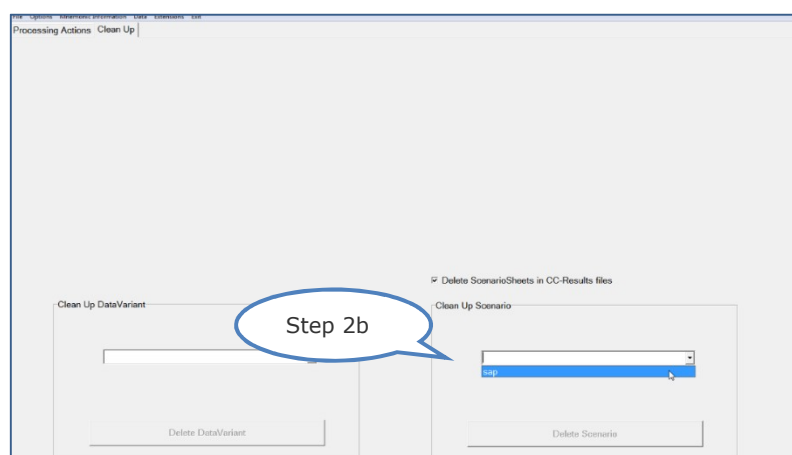 File Options Mnemonic Information Data Extensions Exit
Processing Actions Clean Up
Delete ScenarioSheets in CC-Results files
Clean Up DataVariant
Clean Up Scenario
Step 2b
sap
Delete DataVariant
Delete Scenario